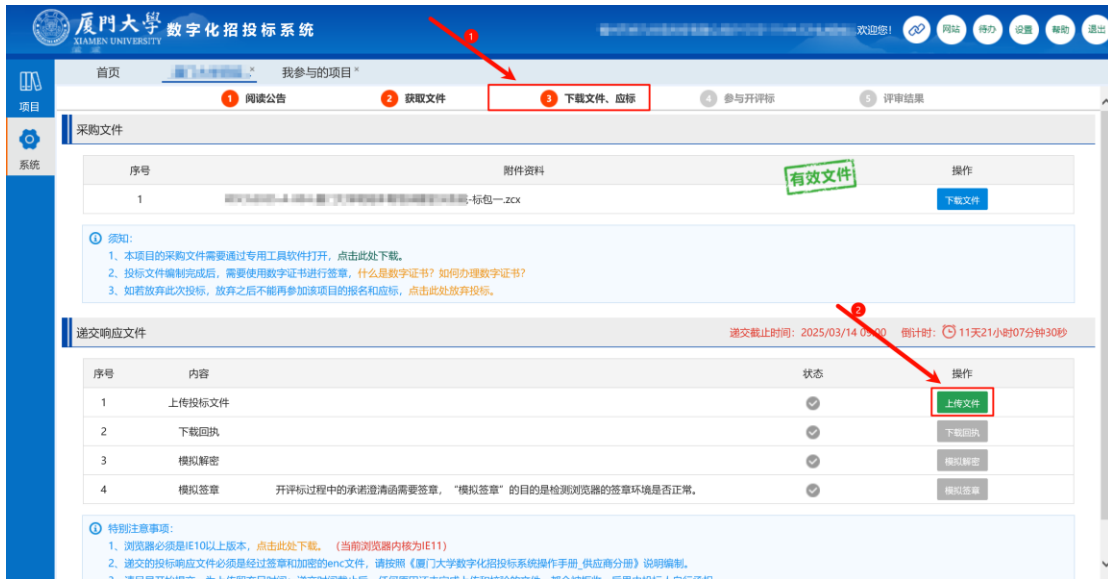 厦門大學 数字化招投标系统
XIAMEN UNIVERSITY
欢迎您! 网站 待办 设置 帮助 退出
1
项目
系统
首页 我参与的项目 ×
1 阅读公告 2 获取文件 3 下载文件、应标 4 参与开评标 5 评审结果
采购文件
序号 附件资料 操作
有效文件
1 -标包一.zcx 下载文件
须知:
1、本项目的采购文件需要通过专用工具软件打开，点击此处下载。
2、投标文件编制完成后，需要使用数字证书进行签章，什么是数字证书？如何办理数字证书？
3、如若放弃此次投标，放弃之后不能再参加该项目的报名和应标，点击此处放弃投标。
2
递交响应文件 递交截止时间：2025/03/14 09:00 倒计时： 11天21小时07分钟30秒
序号 内容 状态 操作
1 上传投标文件 上传文件
2 下载回执 下载回执
3 模拟解密 模拟解密
4 模拟签章 开评标过程中的承诺澄清函需要签章，“模拟签章”的目的是检测浏览器的签章环境是否正常。 模拟签章
特别注意事项:
1、浏览器必须是IE10以上版本，点击此处下载。 （当前浏览器内核为IE11）
2、递交的投标响应文件必须是经过签章和加密的enc文件，请按照《厦门大学数字化招投标系统操作手册_供应商分册》说明编制。